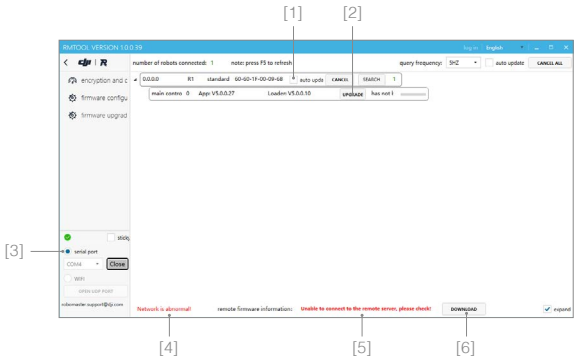 [1] [2]
RMTOOL VERSION 1.0.0.39 log in English
dji R number of robots connected: 1 note: press F5 to refresh query frequency: 5HZ auto update CANCEL ALL
encryption and c 0.0.0.0 R1 standard 60-60-1F-00-09-68 auto upda CANCEL SEARCH 1
firmware configu main contro 0 App: V5.0.0.27 Loader: V5.0.0.10 UPGRADE has not l
firmware upgrad
sticky
[3] serial port
COM4 Close
WIFI
OPEN UDP PORT
robomaster.support@dji.com
Network is abnormal! remote firmware information: Unable to connect to the remote server, please check! DOWNLOAD expand
[4] [5] [6]